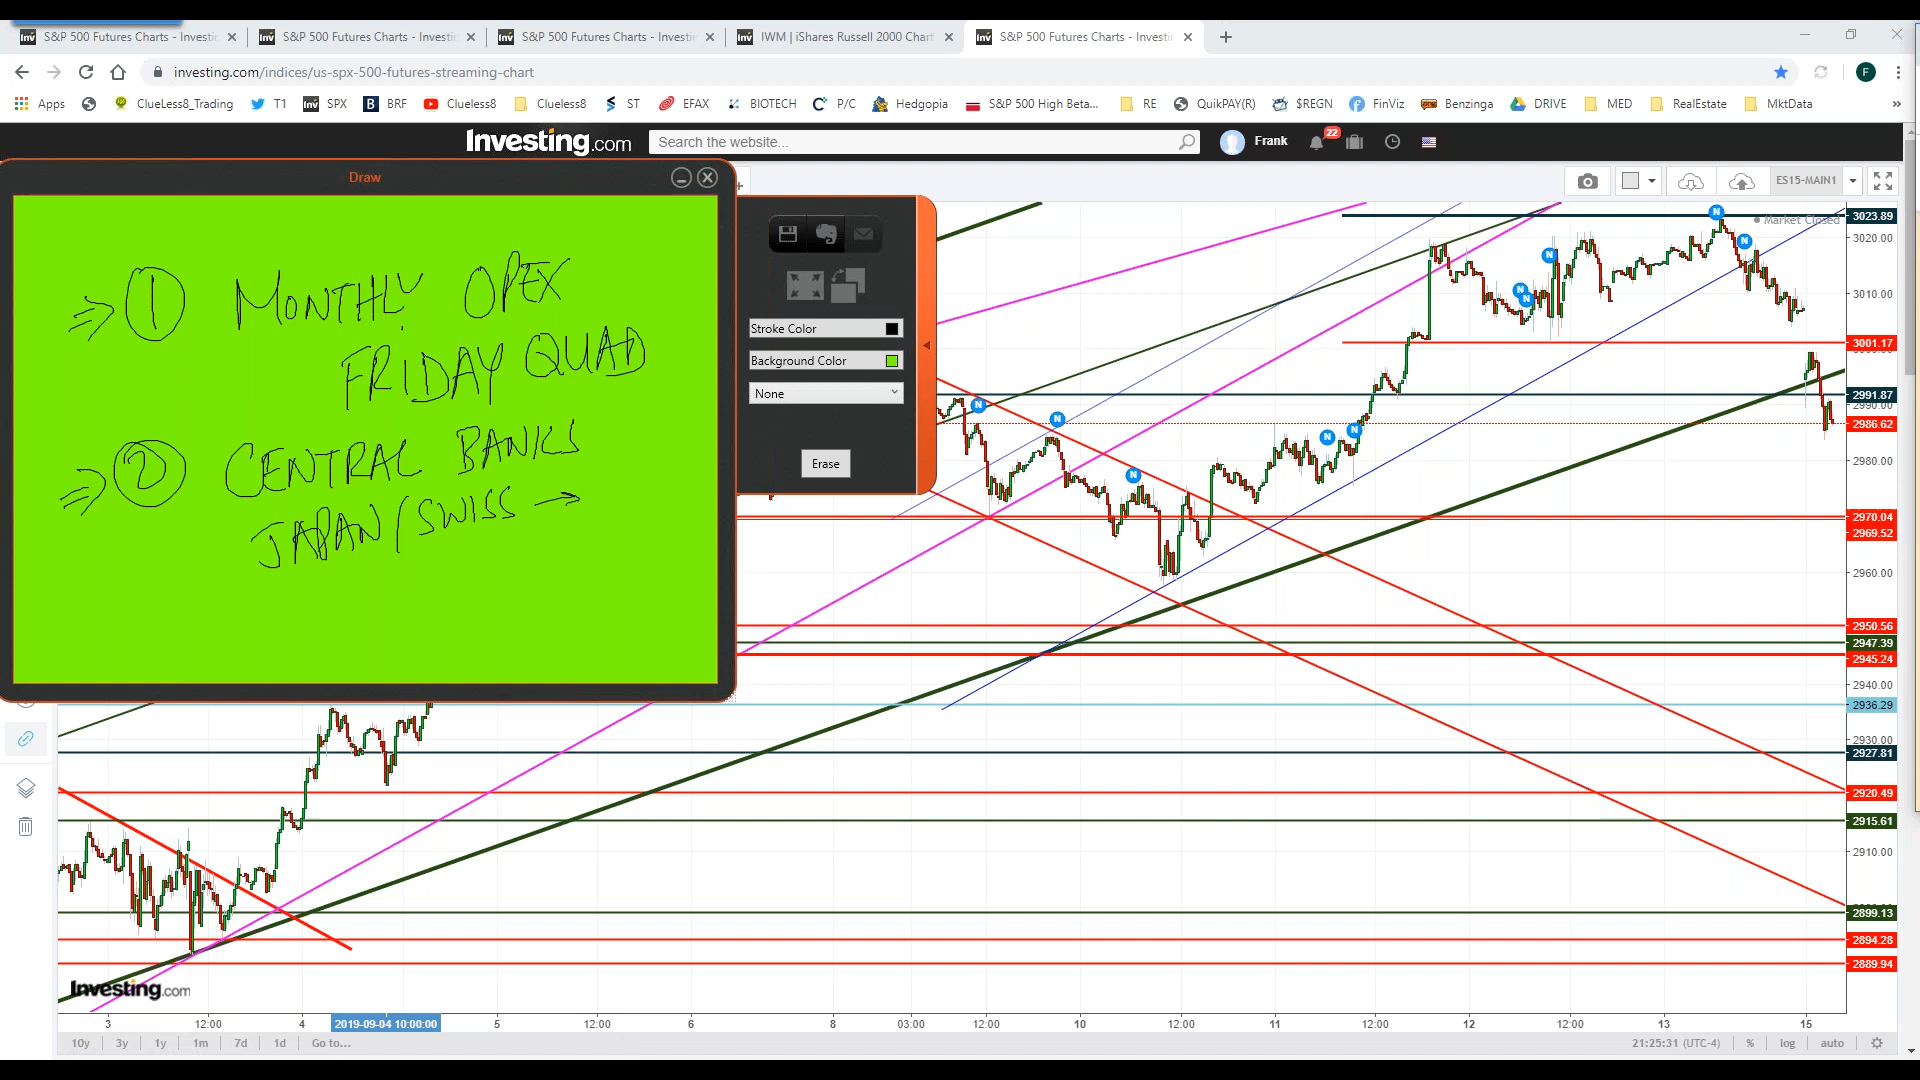 S&P 500 Futures Charts - Investi
S&P 500 Futures Charts - Investi
S&P 500 Futures Charts - Investi
IWM | iShares Russell 2000 Chart
S&P 500 Futures Charts - Investi
investing.com/indices/us-spx-500-futures-streaming-chart
F
Apps ClueLess8_Trading T1 SPX BRF Clueless8 Clueless8 ST EFAX BIOTECH P/C Hedgopia S&P 500 High Beta... RE QuikPAY(R) $REGN FinViz Benzinga DRIVE MED RealEstate MktData »
Investing.com
Search the website...
Frank
22
Draw
① MONTHLY OPEX
FRIDAY QUAD
② CENTRAL BANKS
JAPAN/SWISS →
Stroke Color
Background Color
None
Erase
ES15-MAIN1
Market Closed
3023.89
3020.00
3010.00
3001.17
2991.87
2990.00
2986.62
2980.00
2970.04
2969.52
2960.00
2950.56
2947.39
2945.24
2940.00
2936.29
2930.00
2927.81
2920.49
2915.61
2910.00
2899.13
2894.28
2889.94
Investing.com
3 12:00 4 2019-09-04 10:00:00 5 12:00 6 8 03:00 12:00 10 12:00 11 12:00 12 12:00 13 15
10y 3y 1y 1m 7d 1d Go to... 21:25:31 (UTC-4) % log auto